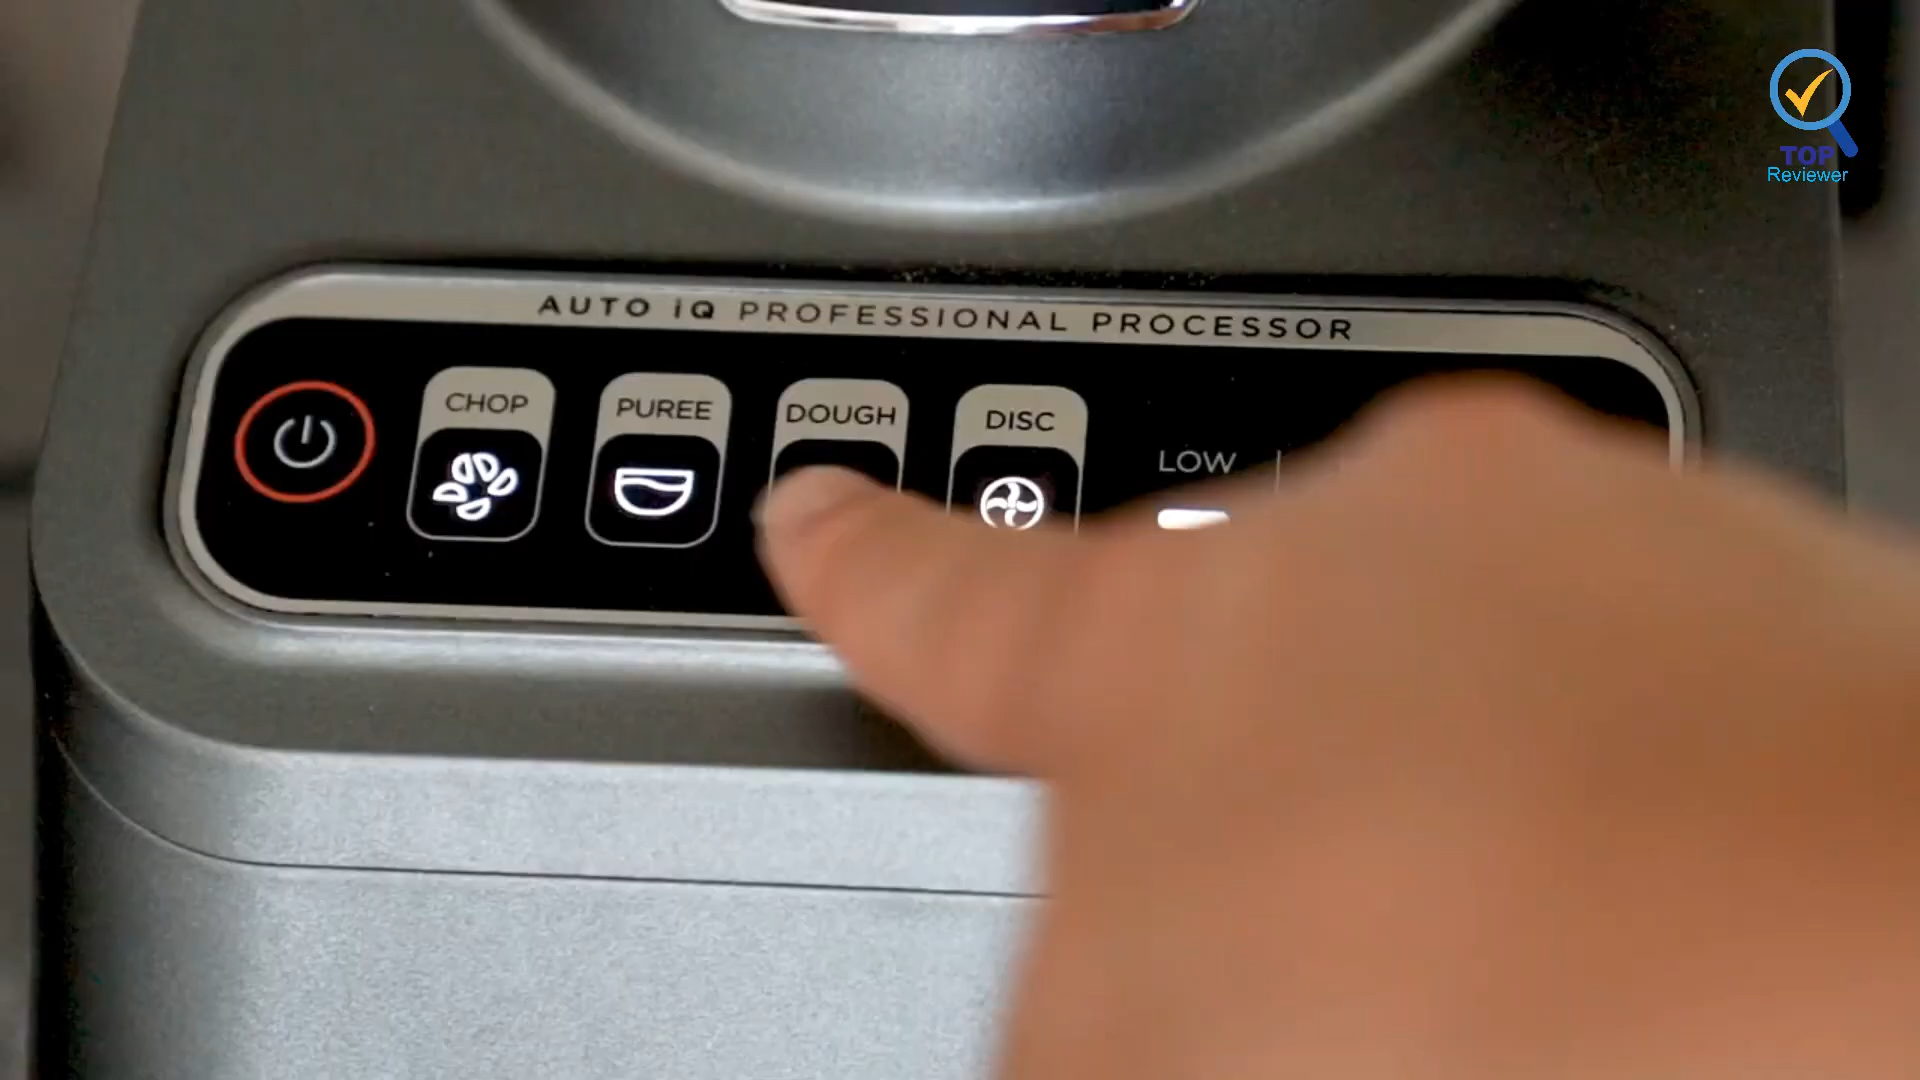 TOP
Reviewer
AUTO iQ PROFESSIONAL PROCESSOR
CHOP
PUREE
DOUGH
DISC
LOW